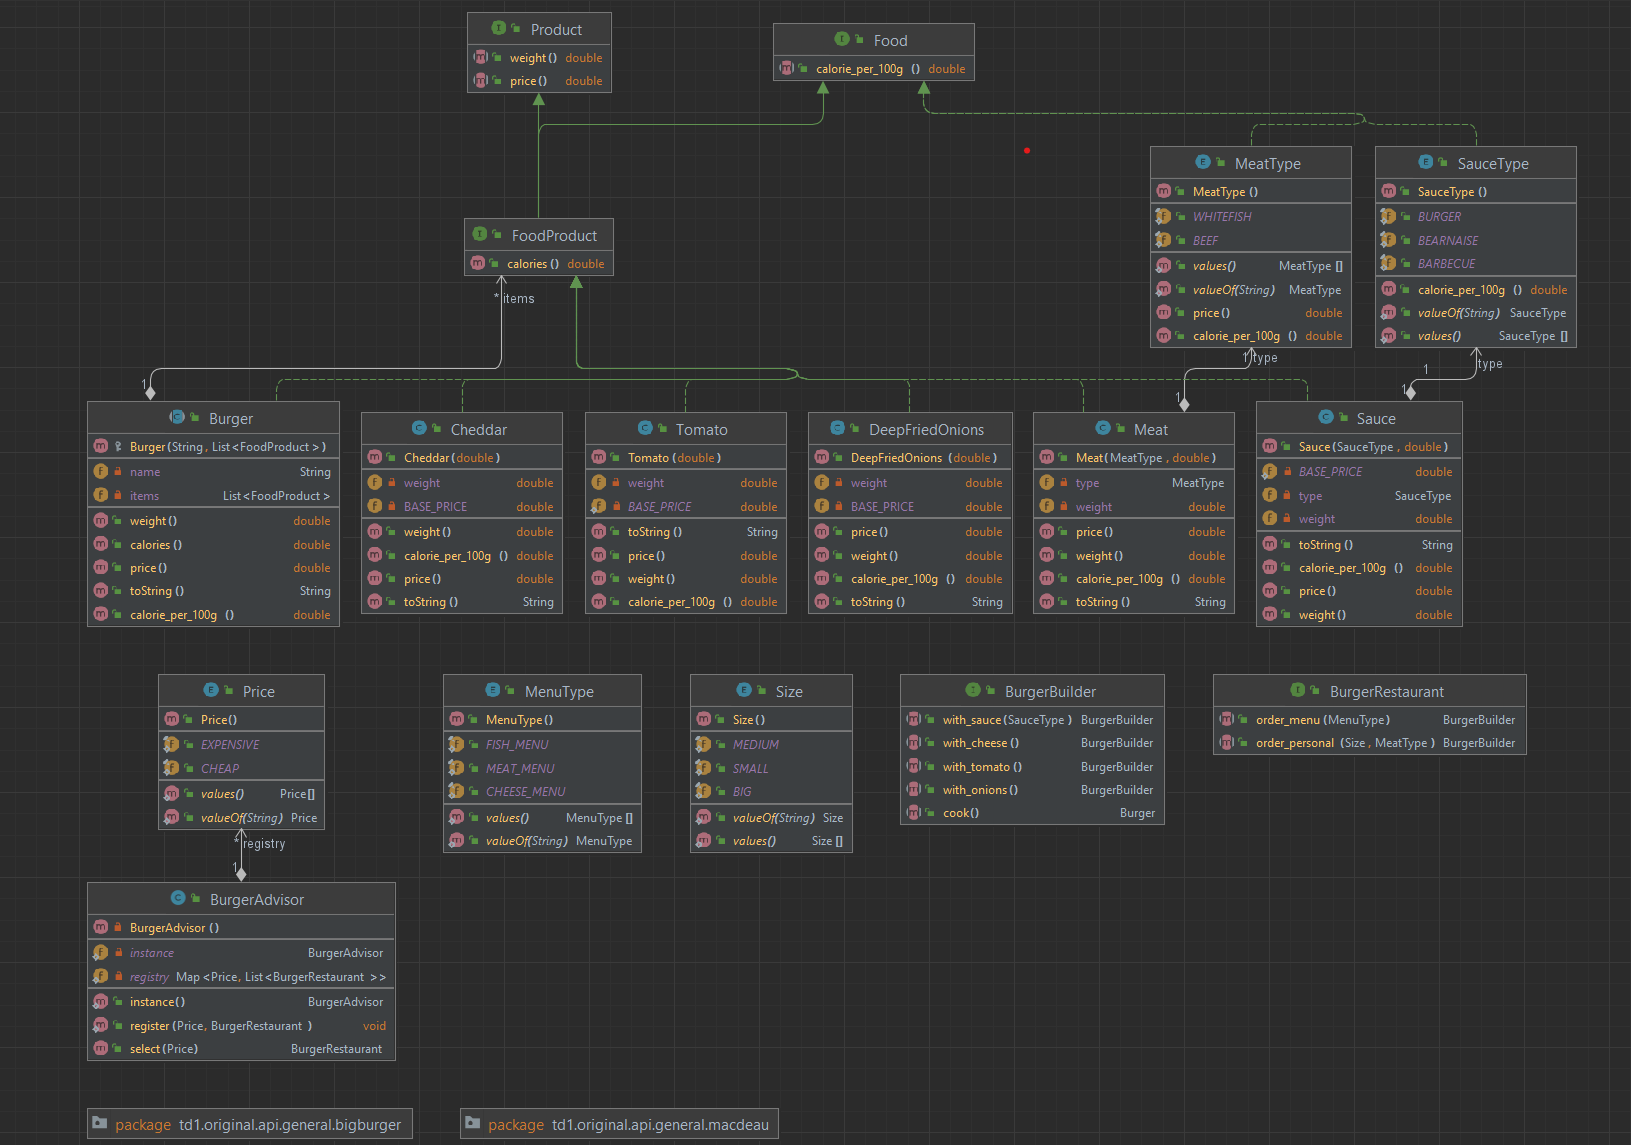 Product
weight() double
price() double
Food
calorie_per_100g () double
MeatType
MeatType ()
WHITEFISH
BEEF
values() MeatType []
valueOf(String) MeatType
price() double
calorie_per_100g () double
SauceType
SauceType ()
BURGER
BEARNAISE
BARBECUE
calorie_per_100g () double
valueOf(String) SauceType
values() SauceType []
FoodProduct
calories () double
* items
1
1 type
1
1
type
1
Burger
Burger(String, List<FoodProduct>)
name String
items List<FoodProduct>
weight() double
calories () double
price() double
toString () String
calorie_per_100g () double
Cheddar
Cheddar(double)
weight double
BASE_PRICE double
weight() double
calorie_per_100g () double
price() double
toString () String
Tomato
Tomato (double)
weight double
BASE_PRICE double
toString () String
price() double
weight() double
calorie_per_100g () double
DeepFriedOnions
DeepFriedOnions (double)
weight double
BASE_PRICE double
price() double
weight() double
calorie_per_100g () double
toString () String
Meat
Meat(MeatType , double)
type MeatType
weight double
price() double
weight() double
calorie_per_100g () double
toString () String
Sauce
Sauce(SauceType , double)
BASE_PRICE double
type SauceType
weight double
toString () String
calorie_per_100g () double
price() double
weight() double
Price
Price()
EXPENSIVE
CHEAP
values() Price[]
valueOf(String) Price
MenuType
MenuType()
FISH_MENU
MEAT_MENU
CHEESE_MENU
values() MenuType []
valueOf(String) MenuType
Size
Size()
MEDIUM
SMALL
BIG
valueOf(String) Size
values() Size []
BurgerBuilder
with_sauce(SauceType ) BurgerBuilder
with_cheese () BurgerBuilder
with_tomato () BurgerBuilder
with_onions() BurgerBuilder
cook() Burger
BurgerRestaurant
order_menu (MenuType) BurgerBuilder
order_personal (Size, MeatType ) BurgerBuilder
* registry
1
BurgerAdvisor
BurgerAdvisor ()
instance BurgerAdvisor
registry Map <Price, List<BurgerRestaurant >>
instance() BurgerAdvisor
register (Price, BurgerRestaurant ) void
select(Price) BurgerRestaurant
package td1.original.api.general.bigburger
package td1.original.api.general.macdeau